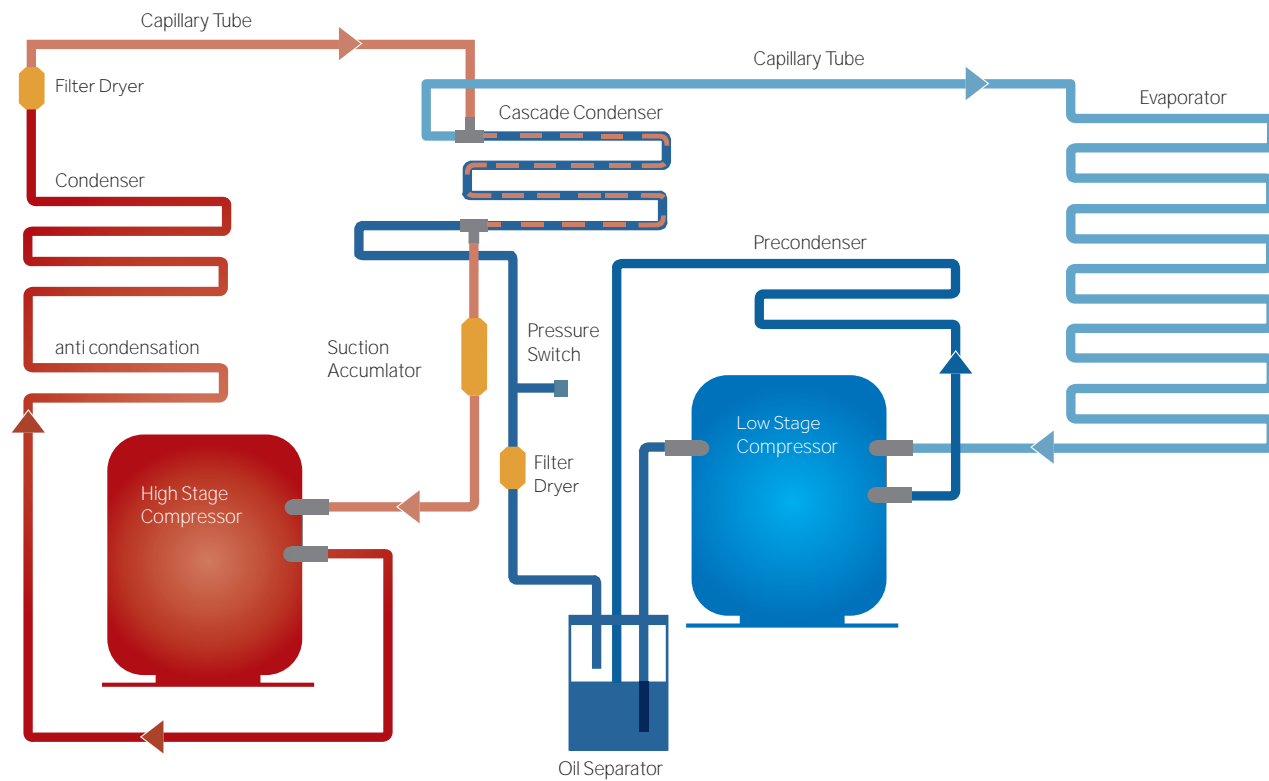 Capillary Tube
Filter Dryer
Capillary Tube
Evaporator
Cascade Condenser
Condenser
Precondenser
anti condensation
Suction
Accumlator
Pressure
Switch
Low Stage
Compressor
Filter
Dryer
High Stage
Compressor
Oil Separator